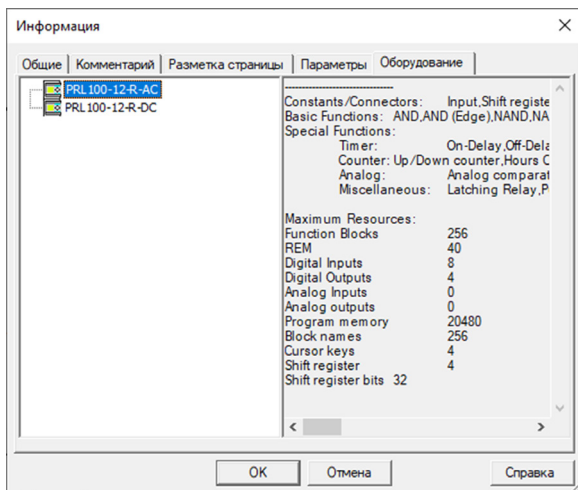 Информация
Общие Комментарий Разметка страницы Параметры Оборудование
PRL100-12-R-AC
PRL100-12-R-DC
------------------------------
Constants/Connectors: Input,Shift registe
Basic Functions: AND,AND (Edge),NAND,NA
Special Functions:
Timer: On-Delay,Off-Dela
Counter: Up/Down counter,Hours C
Analog: Analog comparat
Miscellaneous: Latching Relay,P
Maximum Resources:
Function Blocks 256
REM 40
Digital Inputs 8
Digital Outputs 4
Analog Inputs 0
Analog outputs 0
Program memory 20480
Block names 256
Cursor keys 4
Shift register 4
Shift register bits 32
OK Отмена Справка